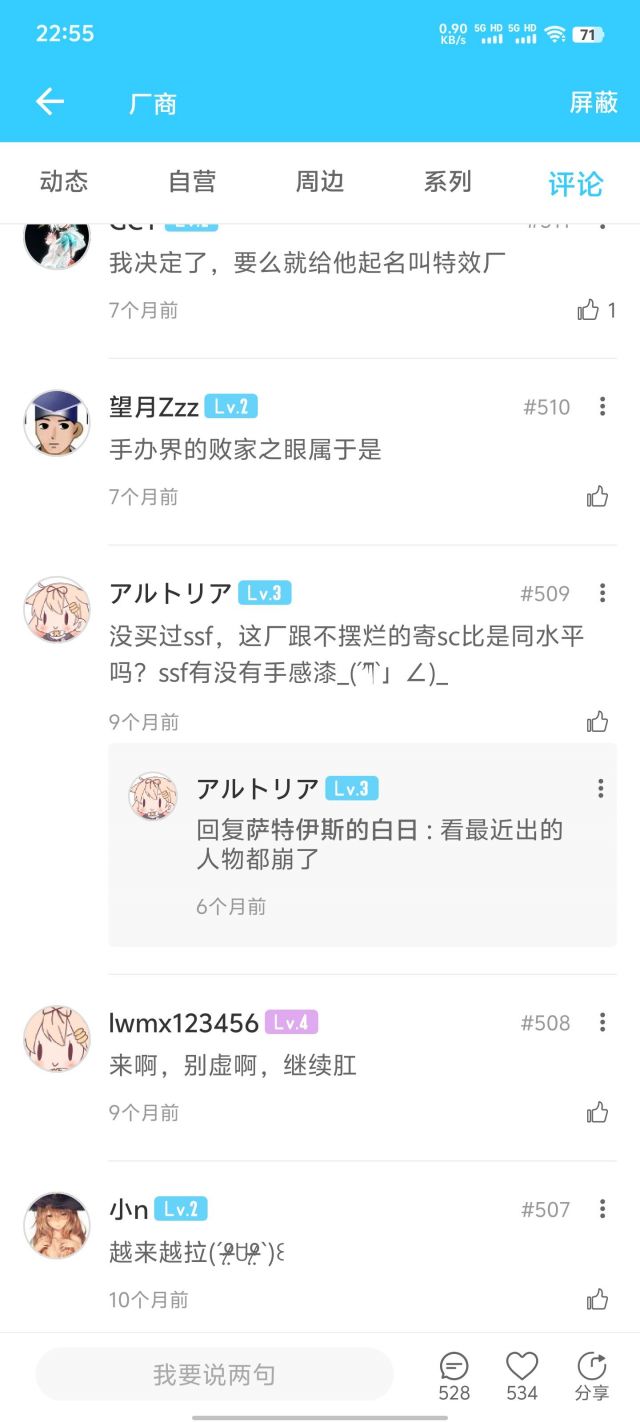 22:55
0.90 KB/s 5G HD 5G HD 71
厂商
屏蔽
动态 自营 周边 系列 评论
我决定了，要么就给他起名叫特效厂
7个月前 1
望月Zzz Lv.2 #510
手办界的败家之眼属于是
7个月前
アルトリア Lv.3 #509
没买过ssf，这厂跟不摆烂的寄sc比是同水平
吗？ssf有没有手感漆
9个月前
アルトリア Lv.3
回复萨特伊斯的白日 : 看最近出的
人物都崩了
6个月前
lwmx123456 Lv.4 #508
来啊，别虚啊，继续肛
9个月前
小n Lv.2 #507
越来越拉
10个月前
我要说两句
528 534 分享